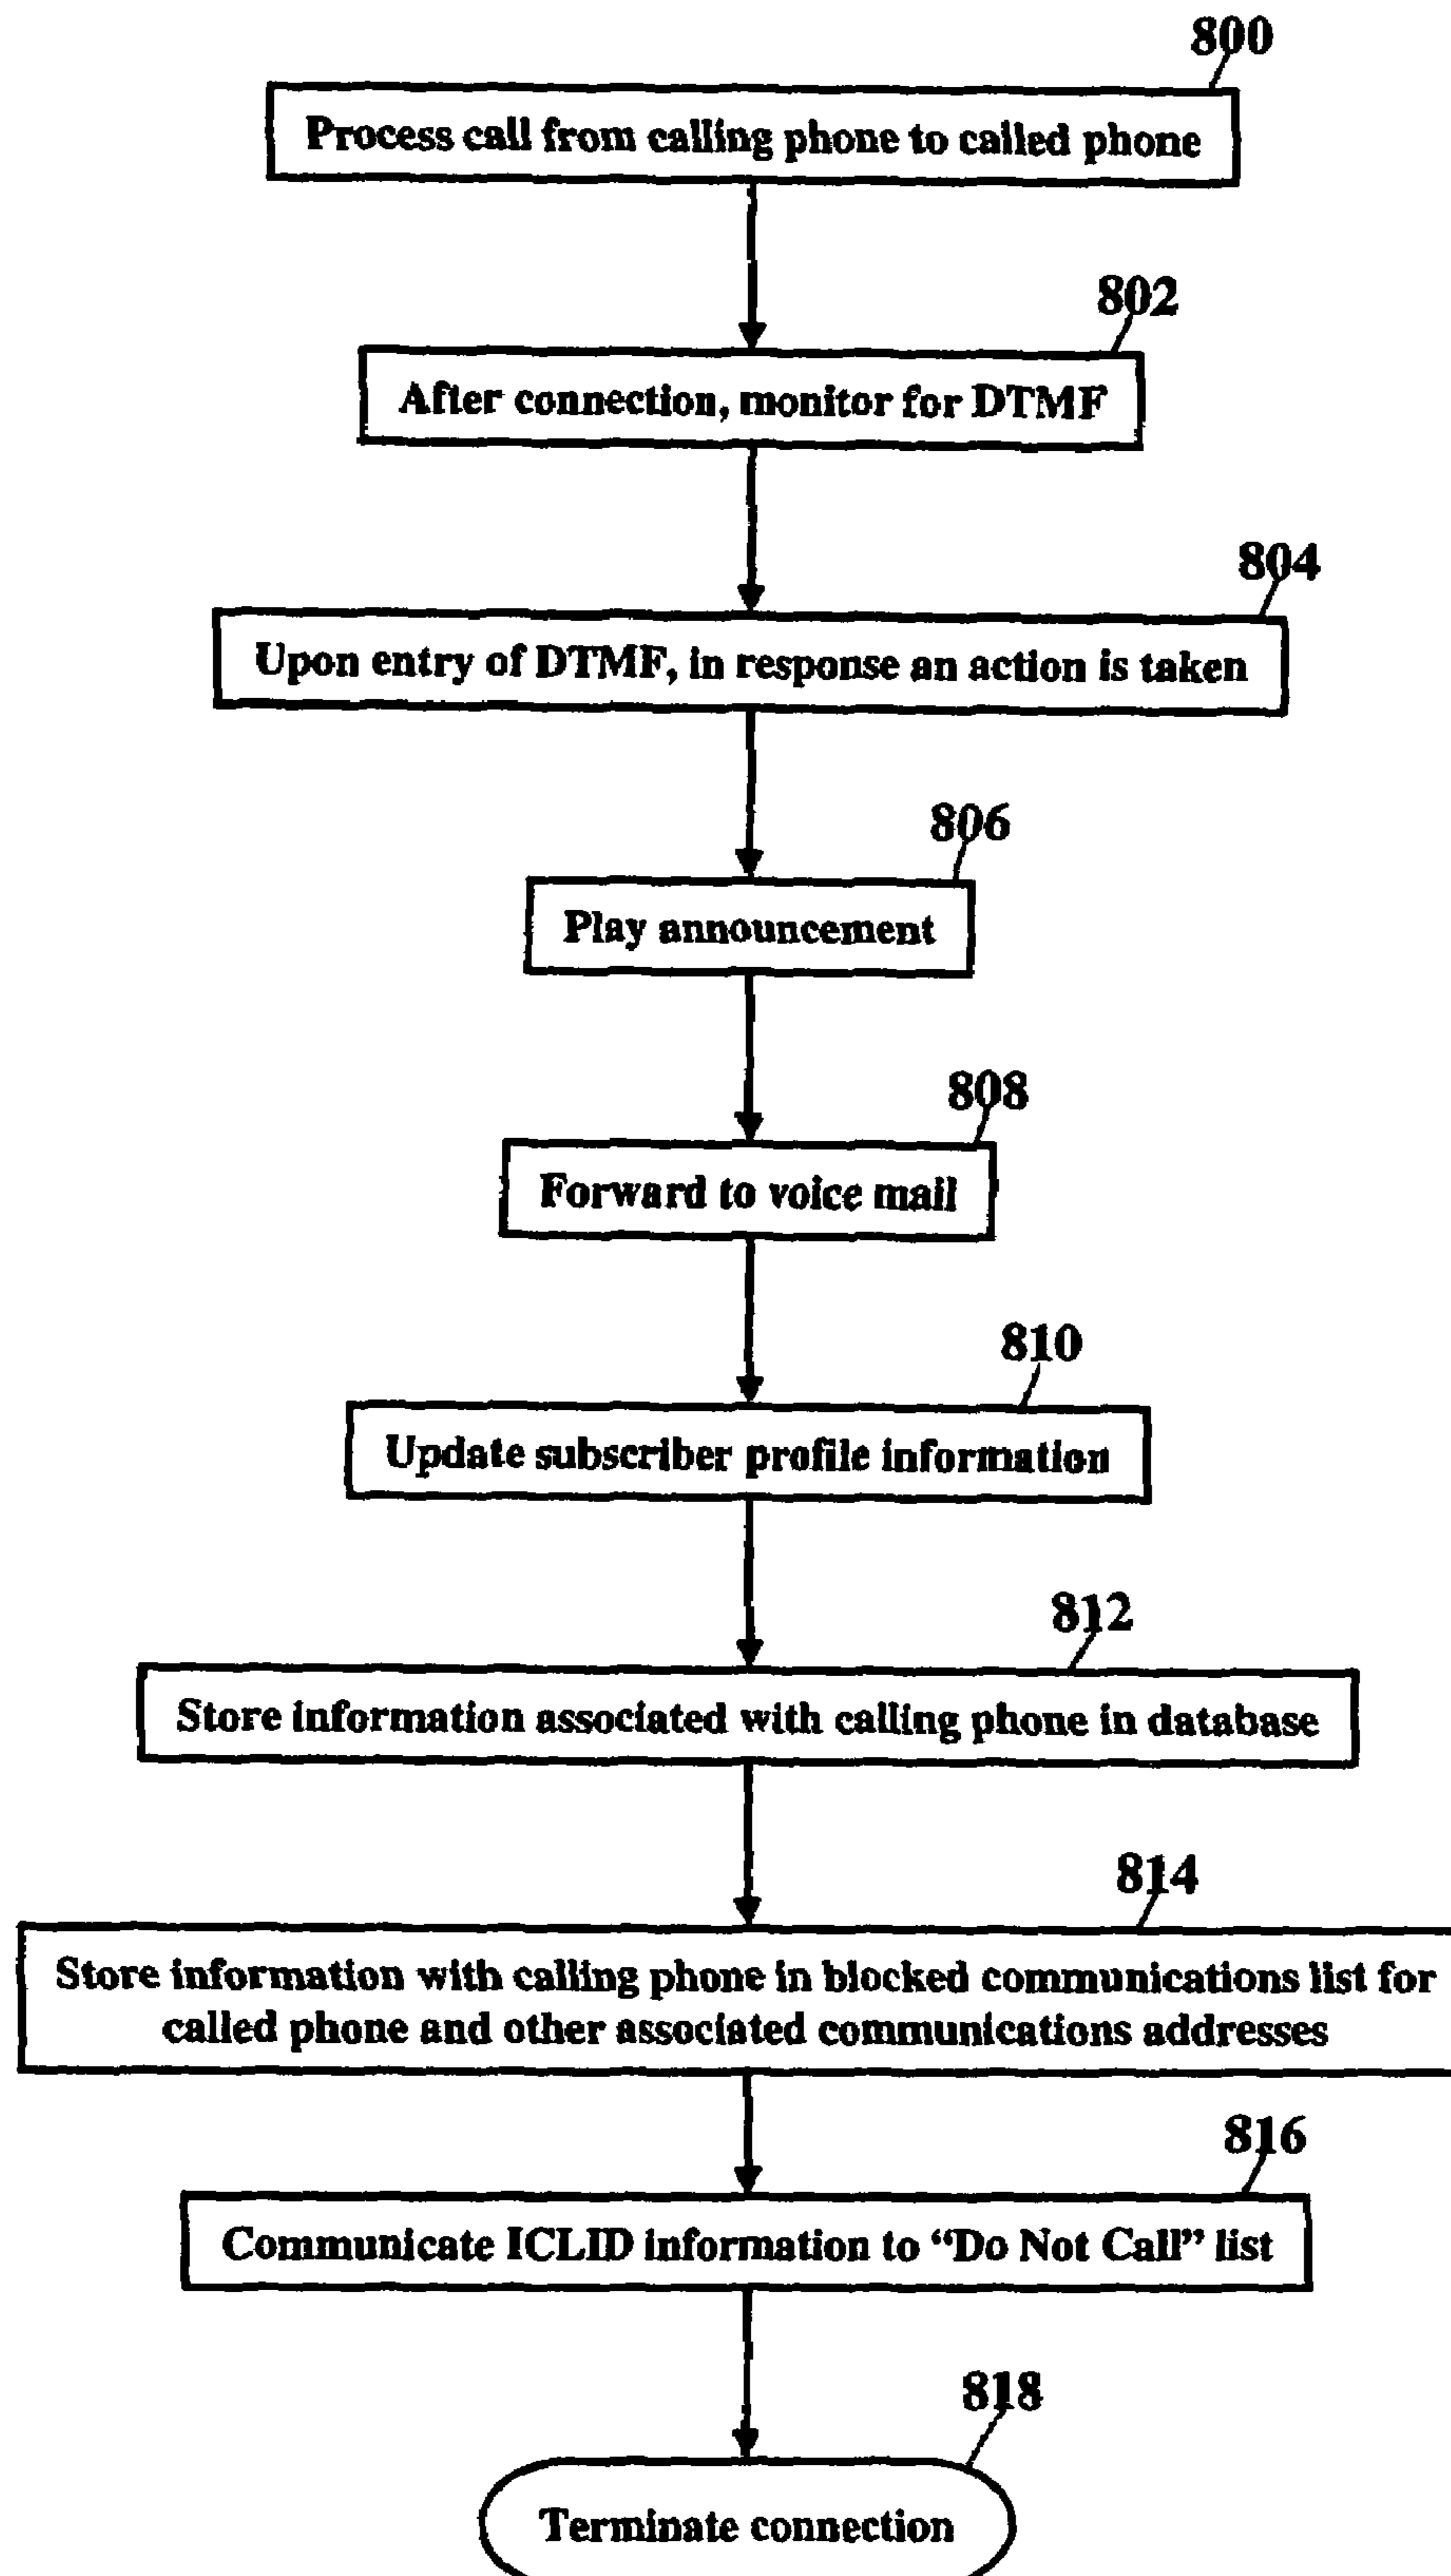 800
Process call from calling phone to called phone
802
After connection, monitor for DTMF
804
Upon entry of DTMF, in response an action is taken
806
Play announcement
808
Forward to voice mail
810
Update subscriber profile information
812
Store information associated with calling phone in database
814
Store information with calling phone in blocked communications list for
called phone and other associated communications addresses
816
Communicate ICLID information to “Do Not Call” list
818
Terminate connection